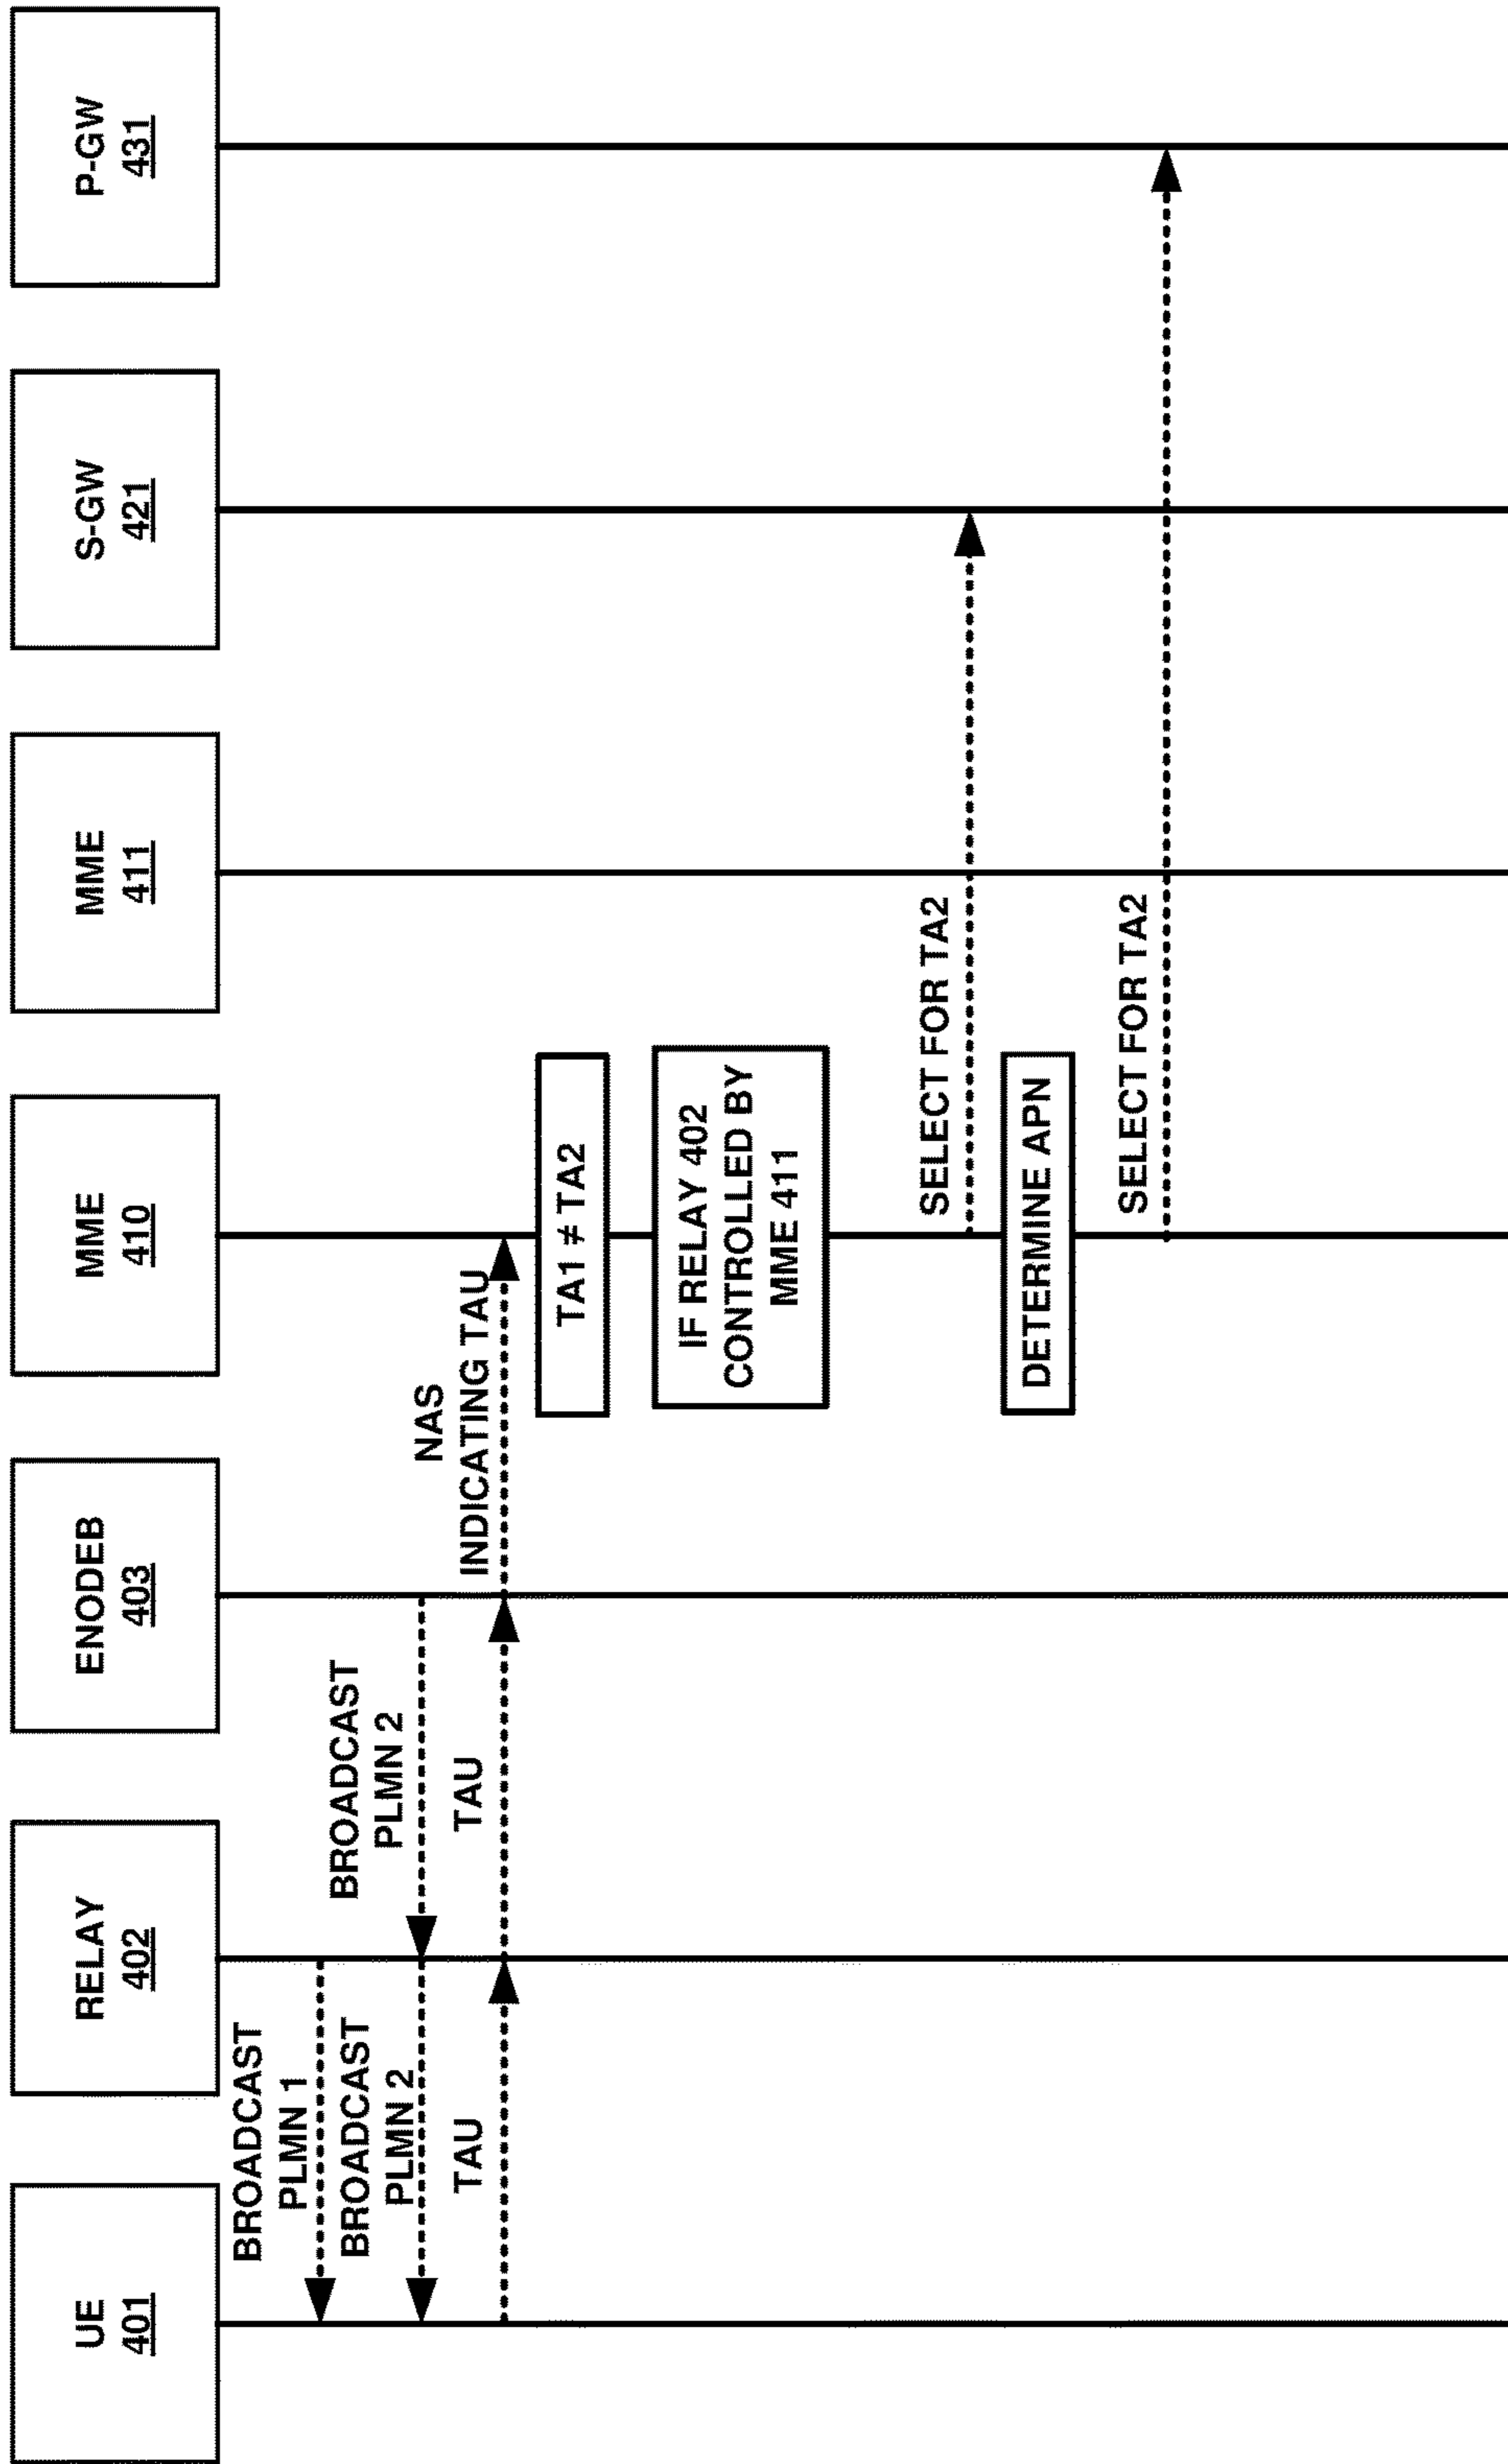 UE
401
RELAY
402
ENODEB
403
MME
410
MME
411
S-GW
421
P-GW
431
BROADCAST
PLMN 1
BROADCAST
PLMN 2
BROADCAST
PLMN 2
TAU
TAU
NAS
INDICATING TAU
TA1 ≠ TA2
IF RELAY 402
CONTROLLED BY
MME 411
SELECT FOR TA2
DETERMINE APN
SELECT FOR TA2